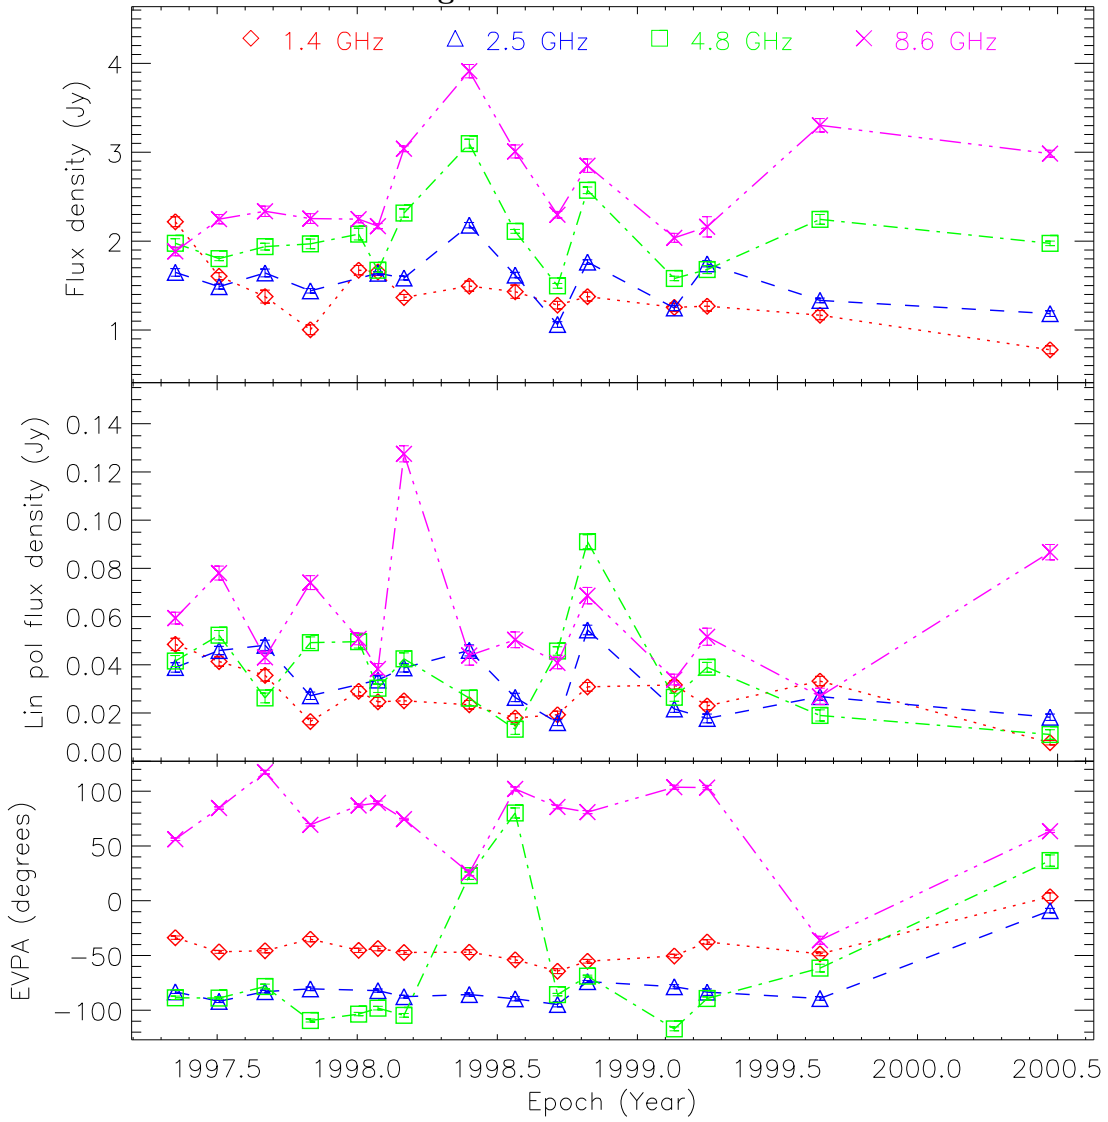 1.4 GHz 2.5 GHz 4.8 GHz 8.6 GHz
Flux density (Jy)
4
3
2
1
Lin pol flux density (Jy)
0.14
0.12
0.10
0.08
0.06
0.04
0.02
0.00
EVPA (degrees)
100
50
0
−50
−100
1997.5 1998.0 1998.5 1999.0 1999.5 2000.0 2000.5
Epoch (Year)